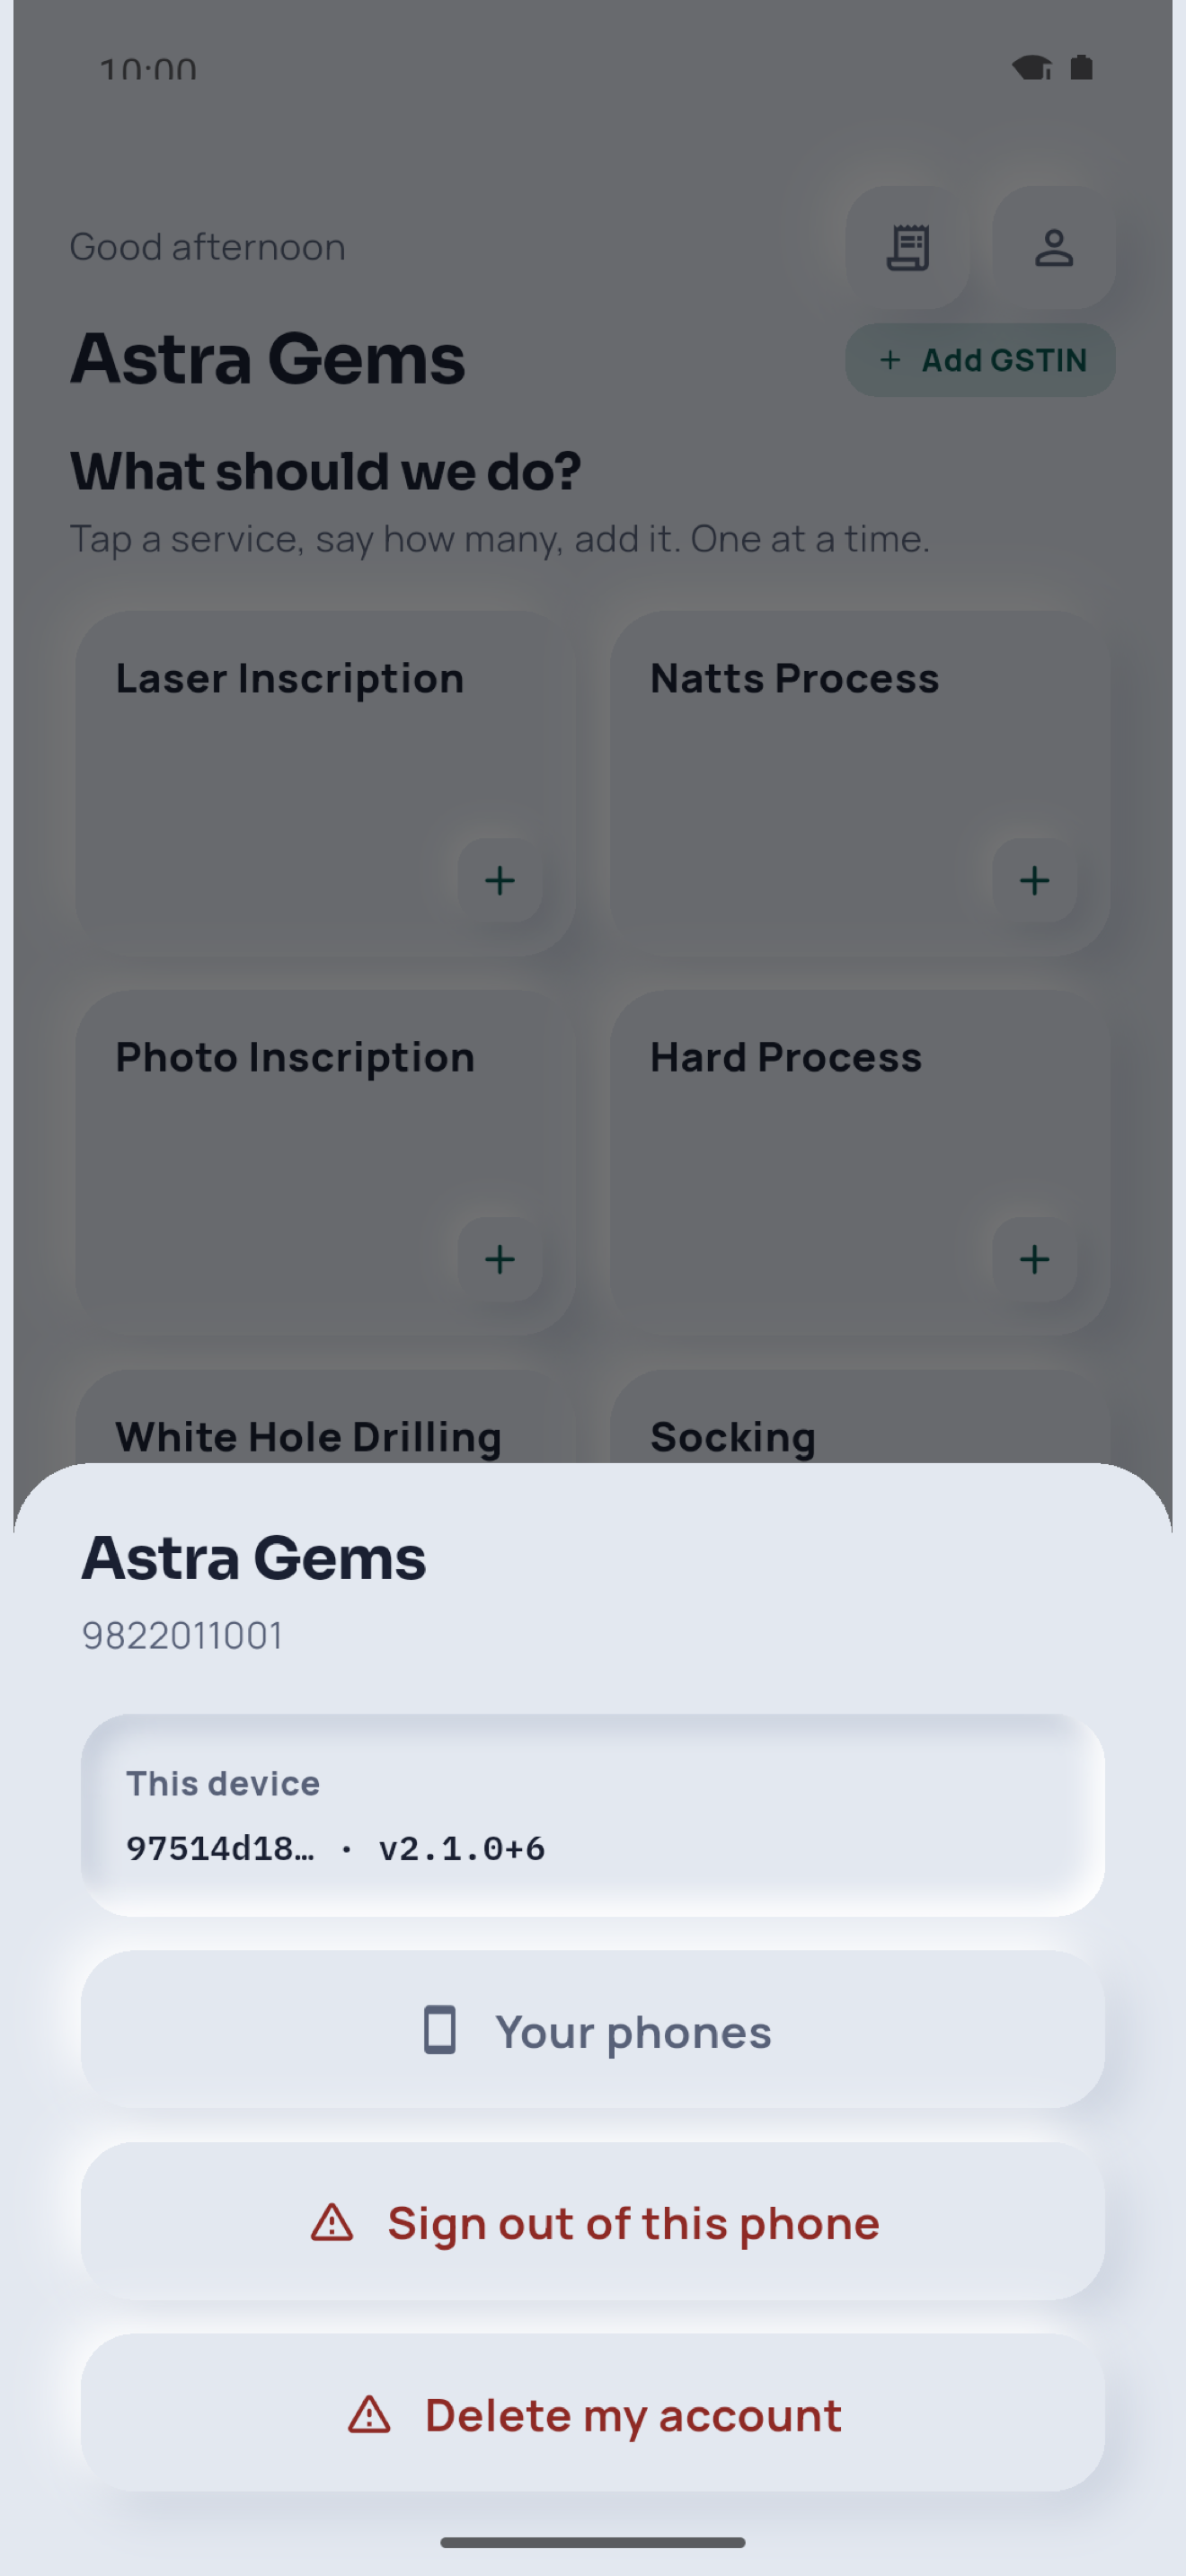 10:00
Good afternoon
Astra Gems
+ Add GSTIN
What should we do?
Tap a service, say how many, add it. One at a time.
Laser Inscription
Natts Process
Photo Inscription
Hard Process
White Hole Drilling
Socking
Astra Gems
9822011001
This device
97514d18… · v2.1.0+6
Your phones
Sign out of this phone
Delete my account